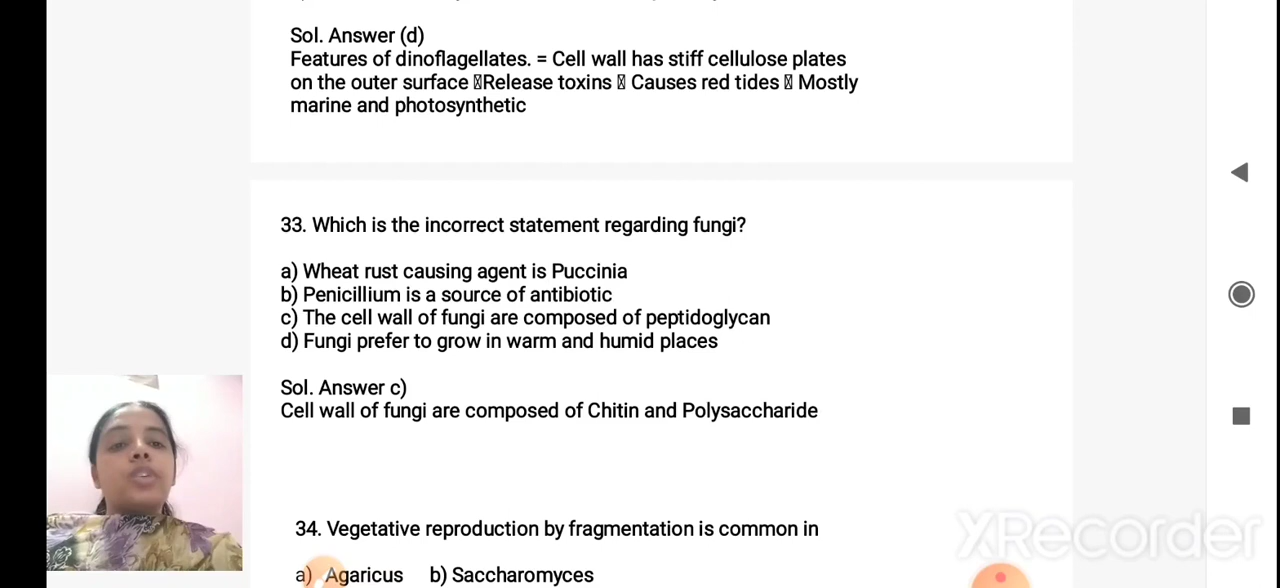 Sol. Answer (d)
Features of dinoflagellates. = Cell wall has stiff cellulose plates
on the outer surface Release toxins Causes red tides Mostly
marine and photosynthetic
33. Which is the incorrect statement regarding fungi?
a) Wheat rust causing agent is Puccinia
b) Penicillium is a source of antibiotic
c) The cell wall of fungi are composed of peptidoglycan
d) Fungi prefer to grow in warm and humid places
Sol. Answer c)
Cell wall of fungi are composed of Chitin and Polysaccharide
34. Vegetative reproduction by fragmentation is common in
a) Agaricus b) Saccharomyces
XRecorder